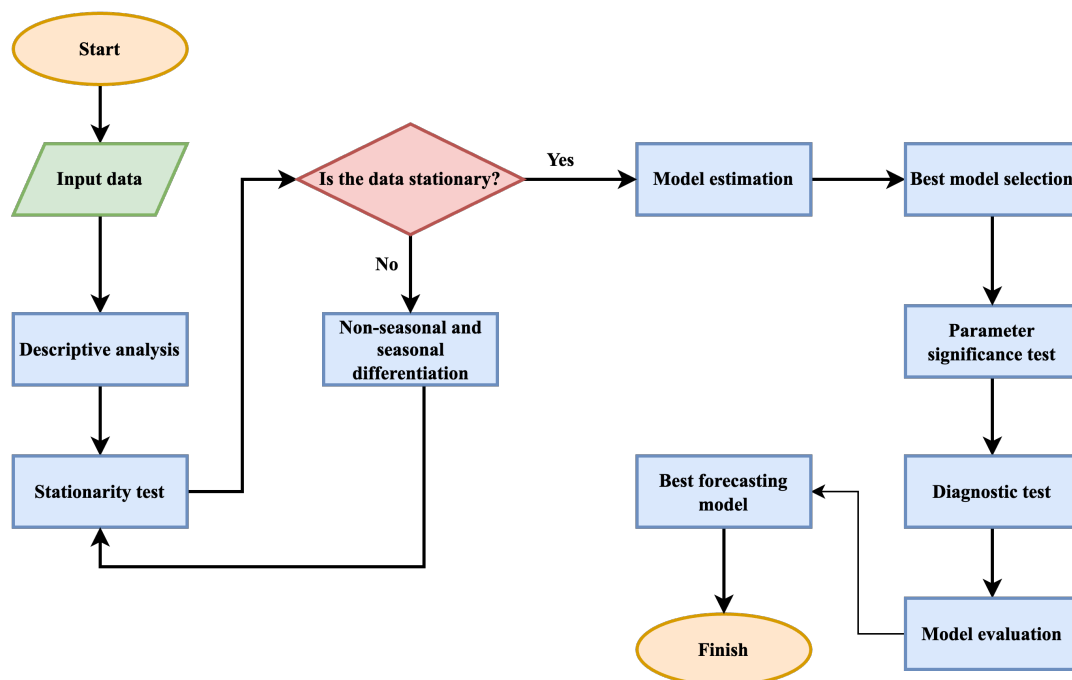 Start
Input data
Descriptive analysis
Stationarity test
Is the data stationary?
Yes
No
Non-seasonal and
seasonal
differentiation
Model estimation
Best model selection
Parameter
significance test
Diagnostic test
Model evaluation
Best forecasting
model
Finish